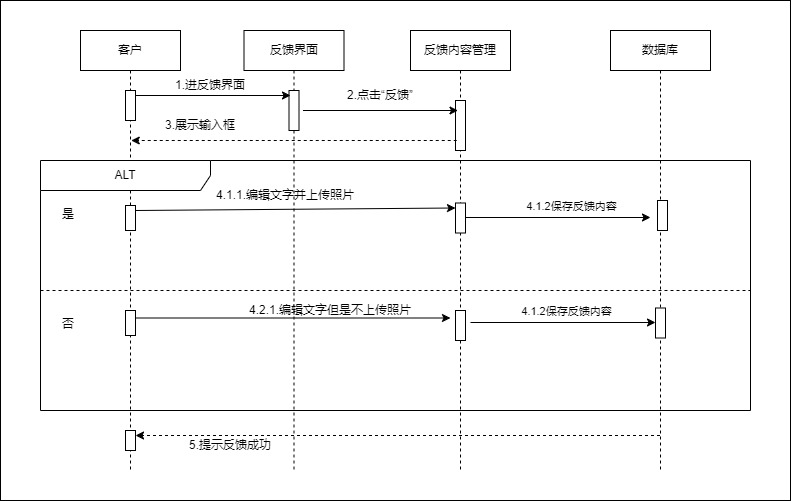 客户
反馈界面
反馈内容管理
数据库
1.进反馈界面
2.点击“反馈”
3.展示输入框
ALT
4.1.1.编辑文字并上传照片
4.1.2保存反馈内容
是
4.2.1.编辑文字但是不上传照片
4.1.2保存反馈内容
否
5.提示反馈成功